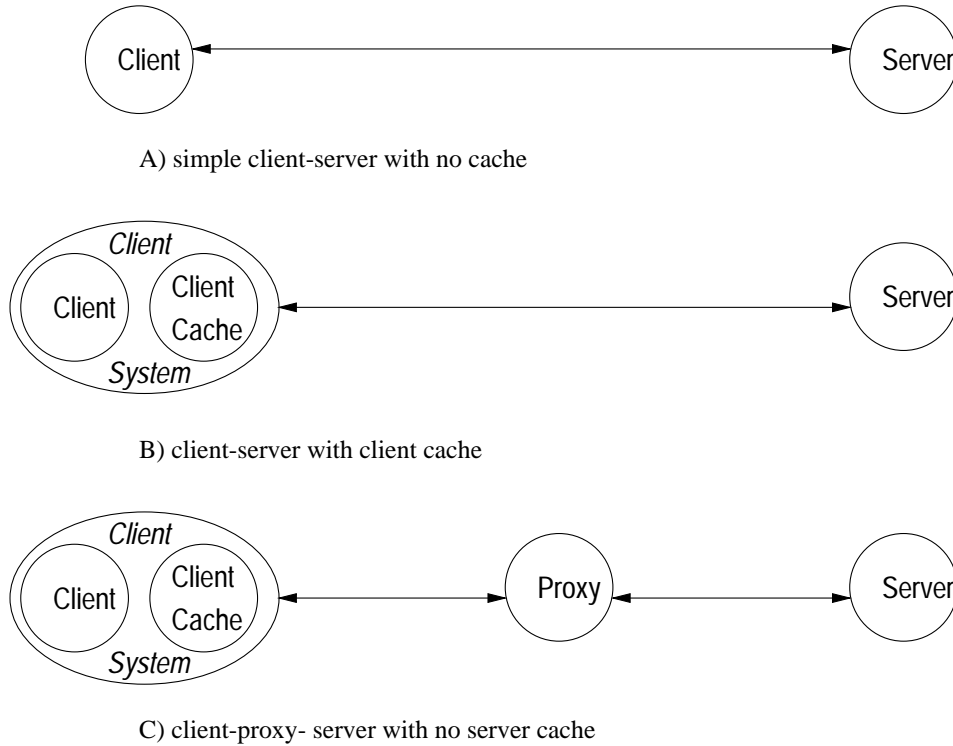 Client
Server
A) simple client-server with no cache
Client
Client
Client
Cache
System
Server
B) client-server with client cache
Client
Client
Client
Cache
System
Proxy
Server
C) client-proxy- server with no server cache